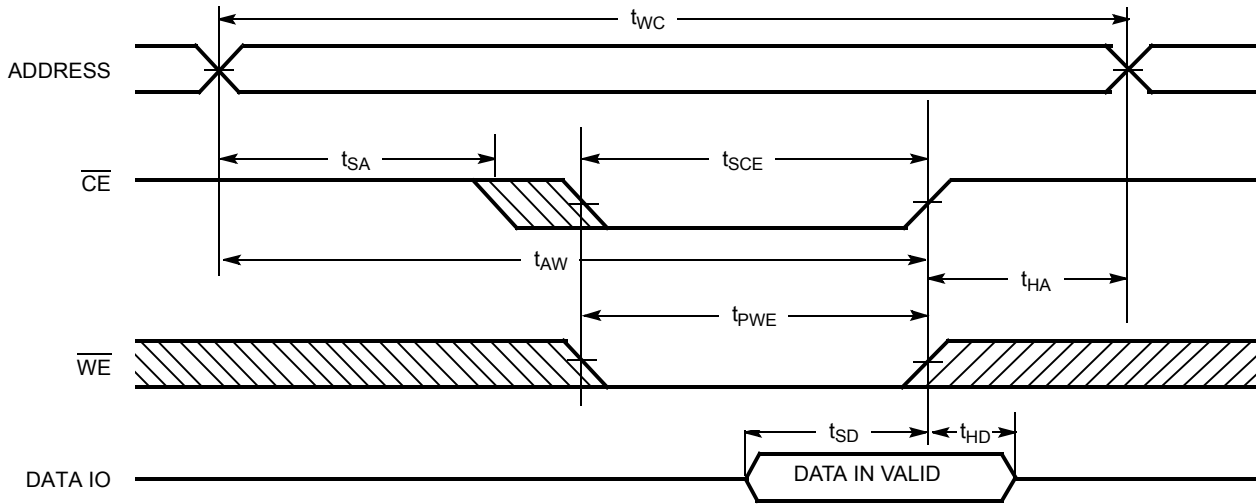 tWC
ADDRESS
tSA
tSCE
CE
tAW
tHA
tPWE
WE
tSD
tHD
DATA IO
DATA IN VALID